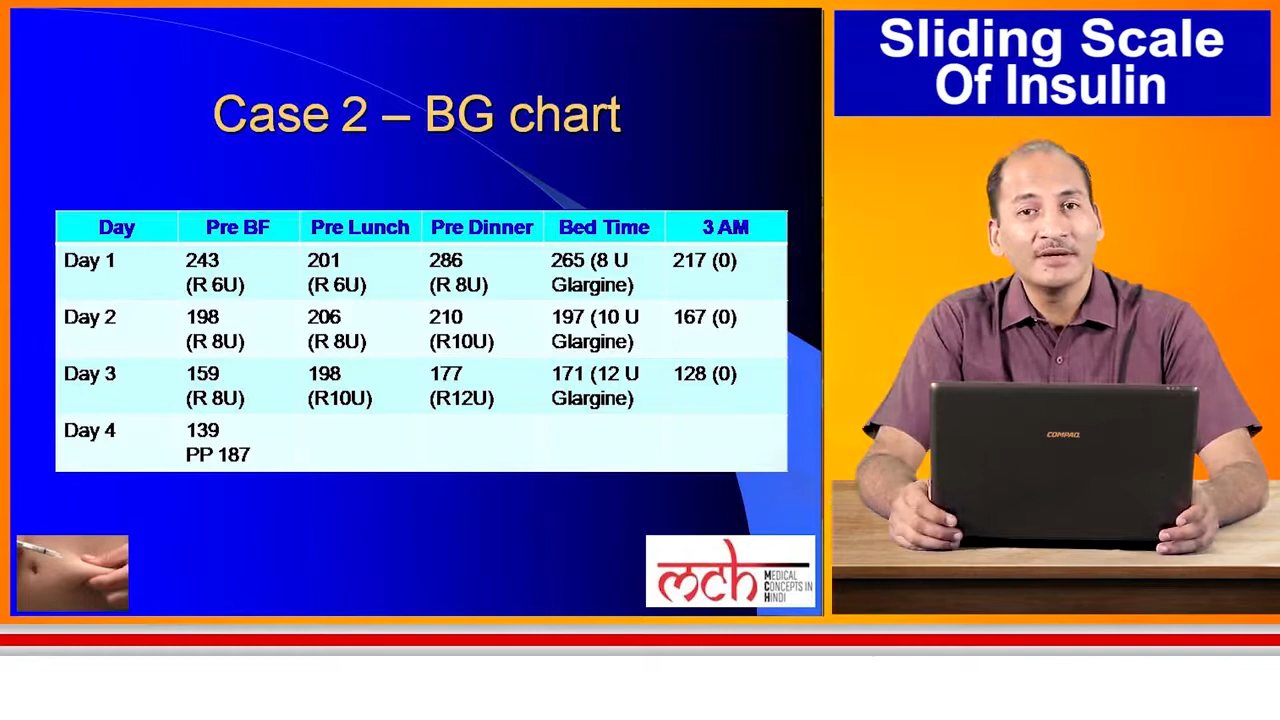 Sliding Scale
Of Insulin
Case 2 – BG chart
Day Pre BF Pre Lunch Pre Dinner Bed Time 3 AM
Day 1 243 201 286 265 (8 U 217 (0)
(R 6U) (R 6U) (R 8U) Glargine)
Day 2 198 206 210 197 (10 U 167 (0)
(R 8U) (R 8U) (R10U) Glargine)
Day 3 159 198 177 171 (12 U 128 (0)
(R 8U) (R10U) (R12U) Glargine)
Day 4 139
PP 187
COMPAQ
mch
MEDICAL
CONCEPTS IN
HINDI
M
C
H